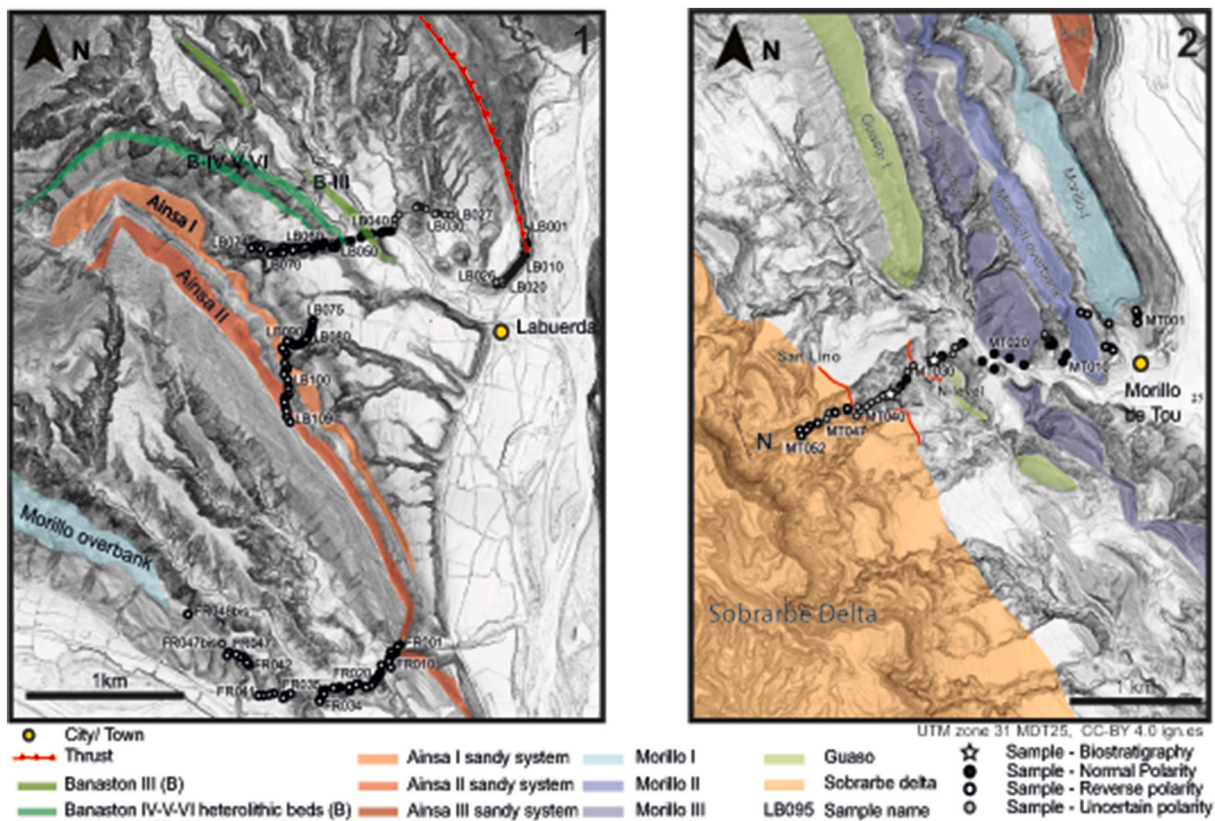 N
1
B-IV-V-VI
B-III
Ainsa I
LB040
LB027
LB030
LB001
LB050
LB070
LB010
LB026
LB020
Ainsa II
LB075
LB090
LB080
Labuerda
LB100
LB109
Morillo overbank
FR048bis
FR047bis
FR047
FR042
FR001
FR010
FR020
FR035
FR041
FR034
1km
N
2
Guaso I
Morillo I
MT001
MT020
MT010
San Lino
MT030
Morillo
de Tou
N
MT040
MT047
MT052
Sobrarbe Delta
1 km
UTM zone 31 MDT25, CC-BY 4.0 ign.es
City/ Town
Thrust
Banaston III (B)
Banaston IV-V-VI heterolithic beds (B)
Ainsa I sandy system
Ainsa II sandy system
Ainsa III sandy system
Morillo I
Morillo II
Morillo III
Guaso
Sobrarbe delta
LB095 Sample name
Sample - Biostratigraphy
Sample - Normal Polarity
Sample - Reverse polarity
Sample - Uncertain polarity